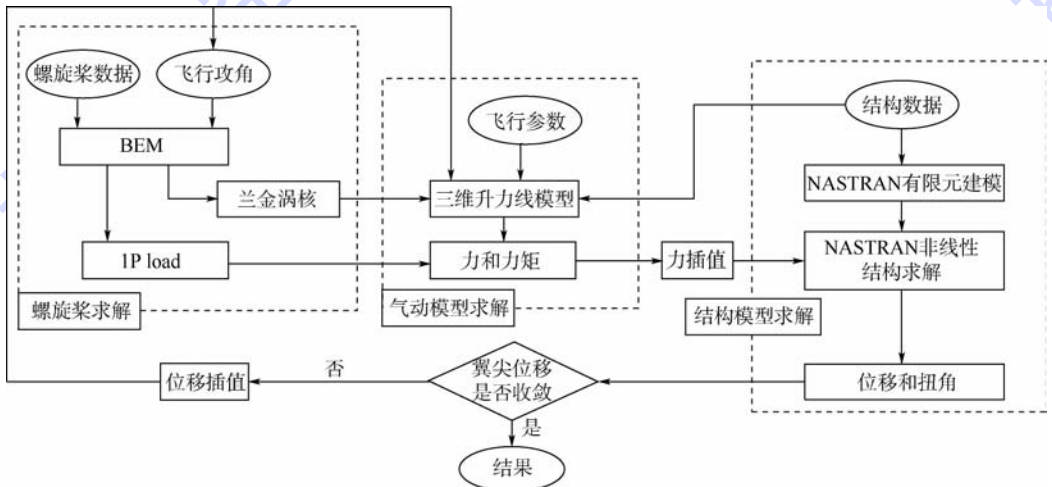 螺旋桨数据
飞行攻角
BEM
兰金涡核
1P load
螺旋桨求解
飞行参数
三维升力线模型
力和力矩
气动模型求解
力插值
结构数据
NASTRAN有限元建模
NASTRAN非线性
结构求解
结构模型求解
位移和扭角
翼尖位移
是否收敛
否
位移插值
是
结果